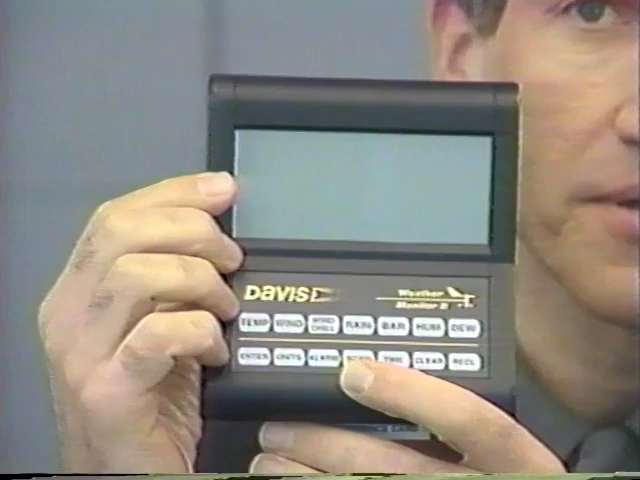 DAVIS
Weather
Monitor II
TEMP WIND WIND CHILL RAIN BAR HUM DEW
ENTER UNITS ALARM TIME CLEAR RECL